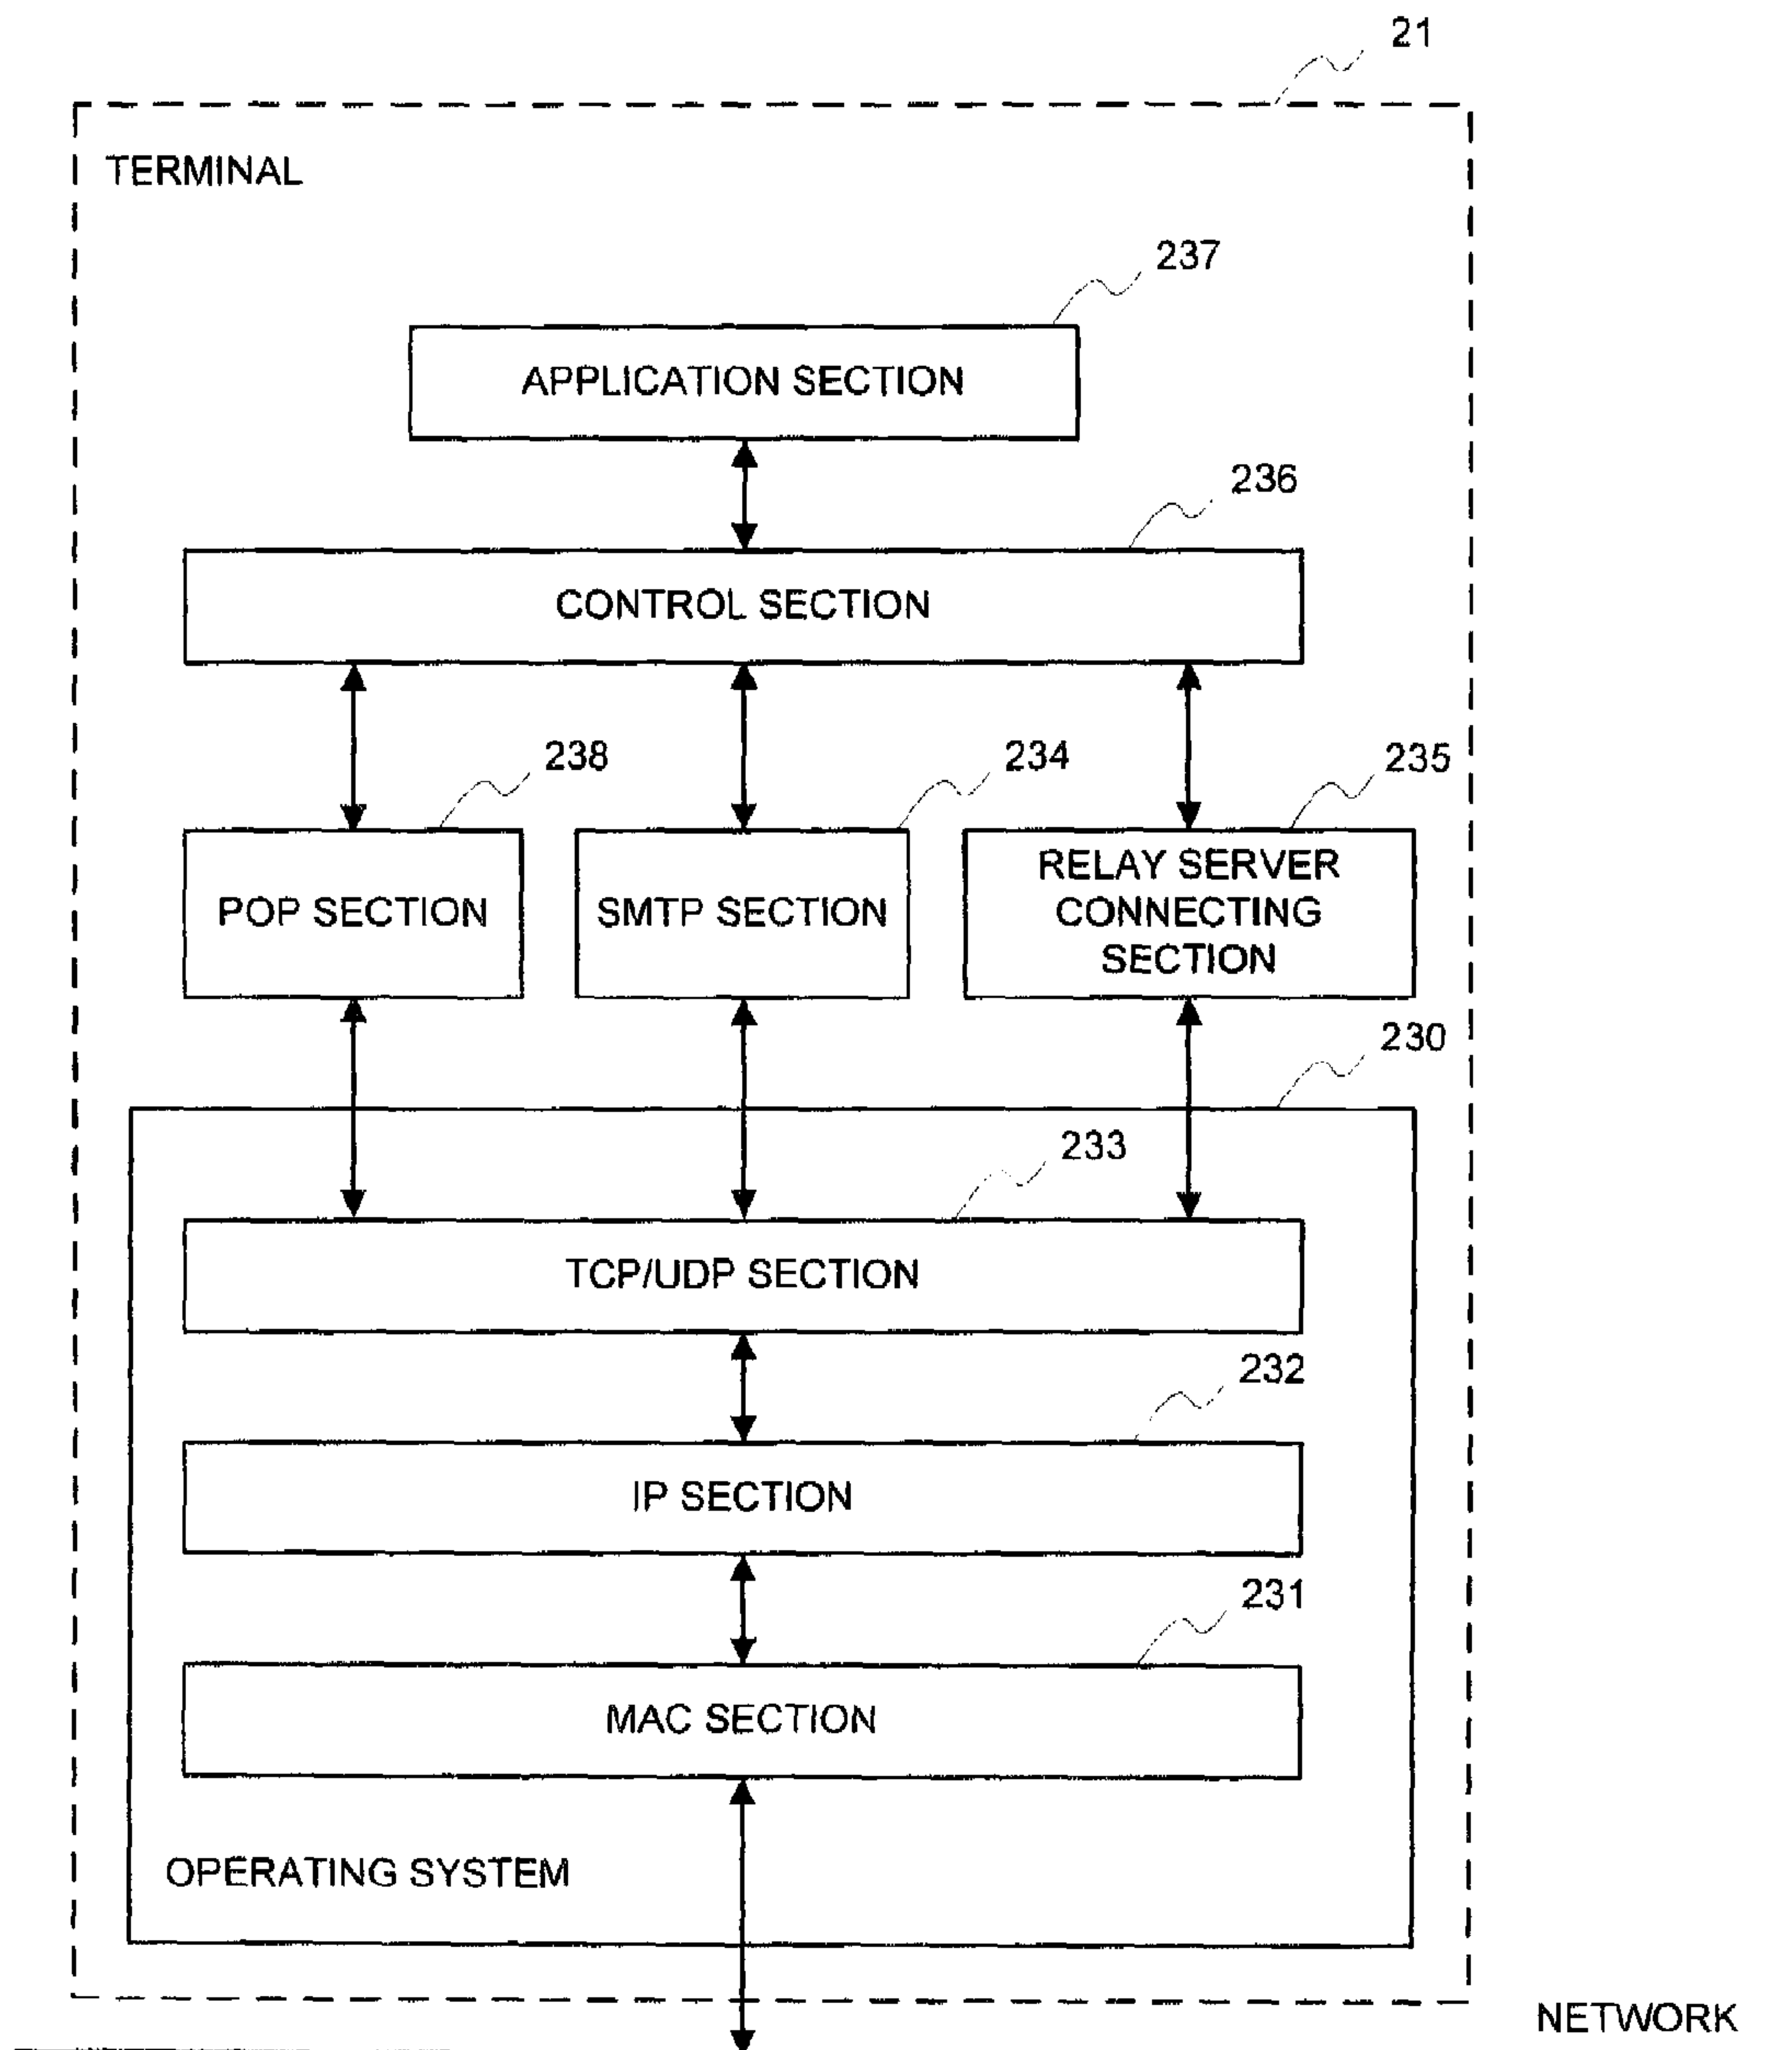 21
TERMINAL
237
APPLICATION SECTION
236
CONTROL SECTION
238
234
235
POP SECTION
SMTP SECTION
RELAY SERVER
CONNECTING
SECTION
230
233
TCP/UDP SECTION
232
IP SECTION
231
MAC SECTION
OPERATING SYSTEM
NETWORK